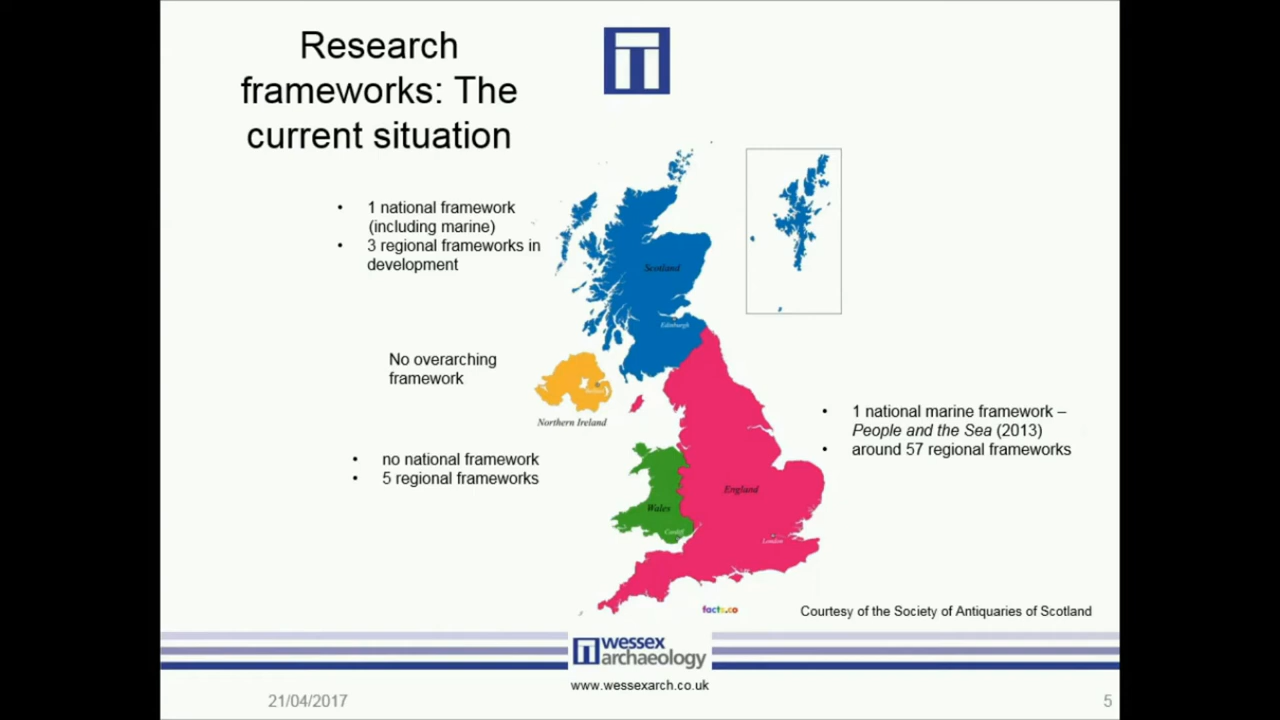 Research
frameworks: The
current situation
• 1 national framework
(including marine)
• 3 regional frameworks in
development
Scotland
Edinburgh
No overarching
framework
Northern Ireland
• 1 national marine framework –
People and the Sea (2013)
• around 57 regional frameworks
• no national framework
• 5 regional frameworks
England
Wales
Cardiff
London
facts.co
Courtesy of the Society of Antiquaries of Scotland
wessex
archaeology
www.wessexarch.co.uk
21/04/2017
5